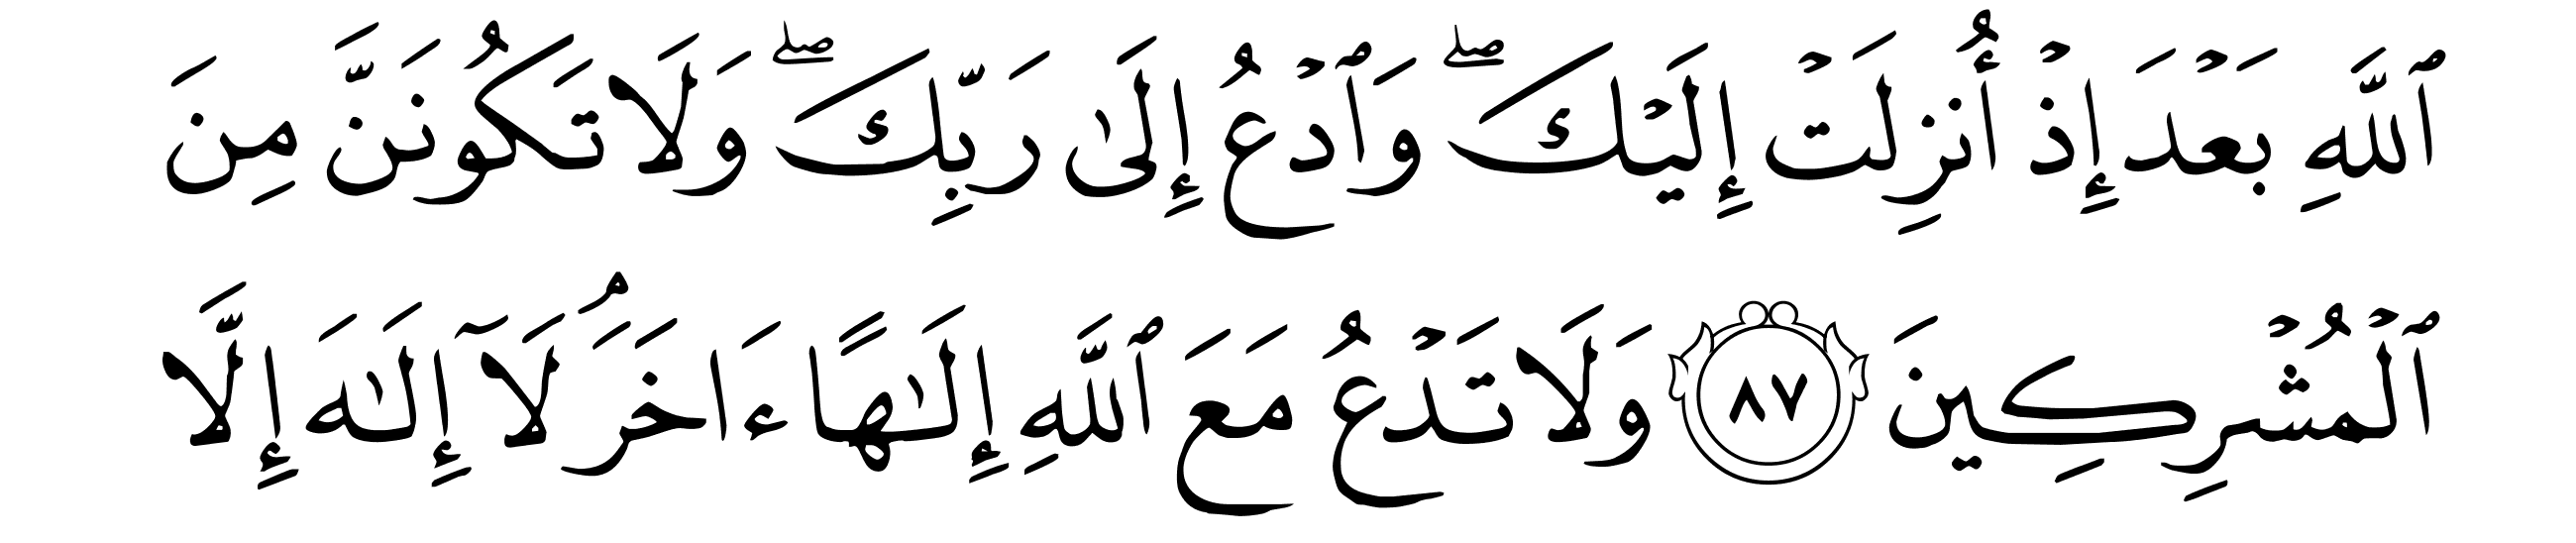 ٱللَّهِ بَعْدَ إِذْ أُنزِلَتْ إِلَيْكَ ۖ وَٱدْعُ إِلَىٰ رَبِّكَ ۖ وَلَا تَكُونَنَّ مِنَ
ٱلْمُشْرِكِينَ ٨٧ وَلَا تَدْعُ مَعَ ٱللَّهِ إِلَٰهًا ءَاخَرَ ۘ لَآ إِلَٰهَ إِلَّا